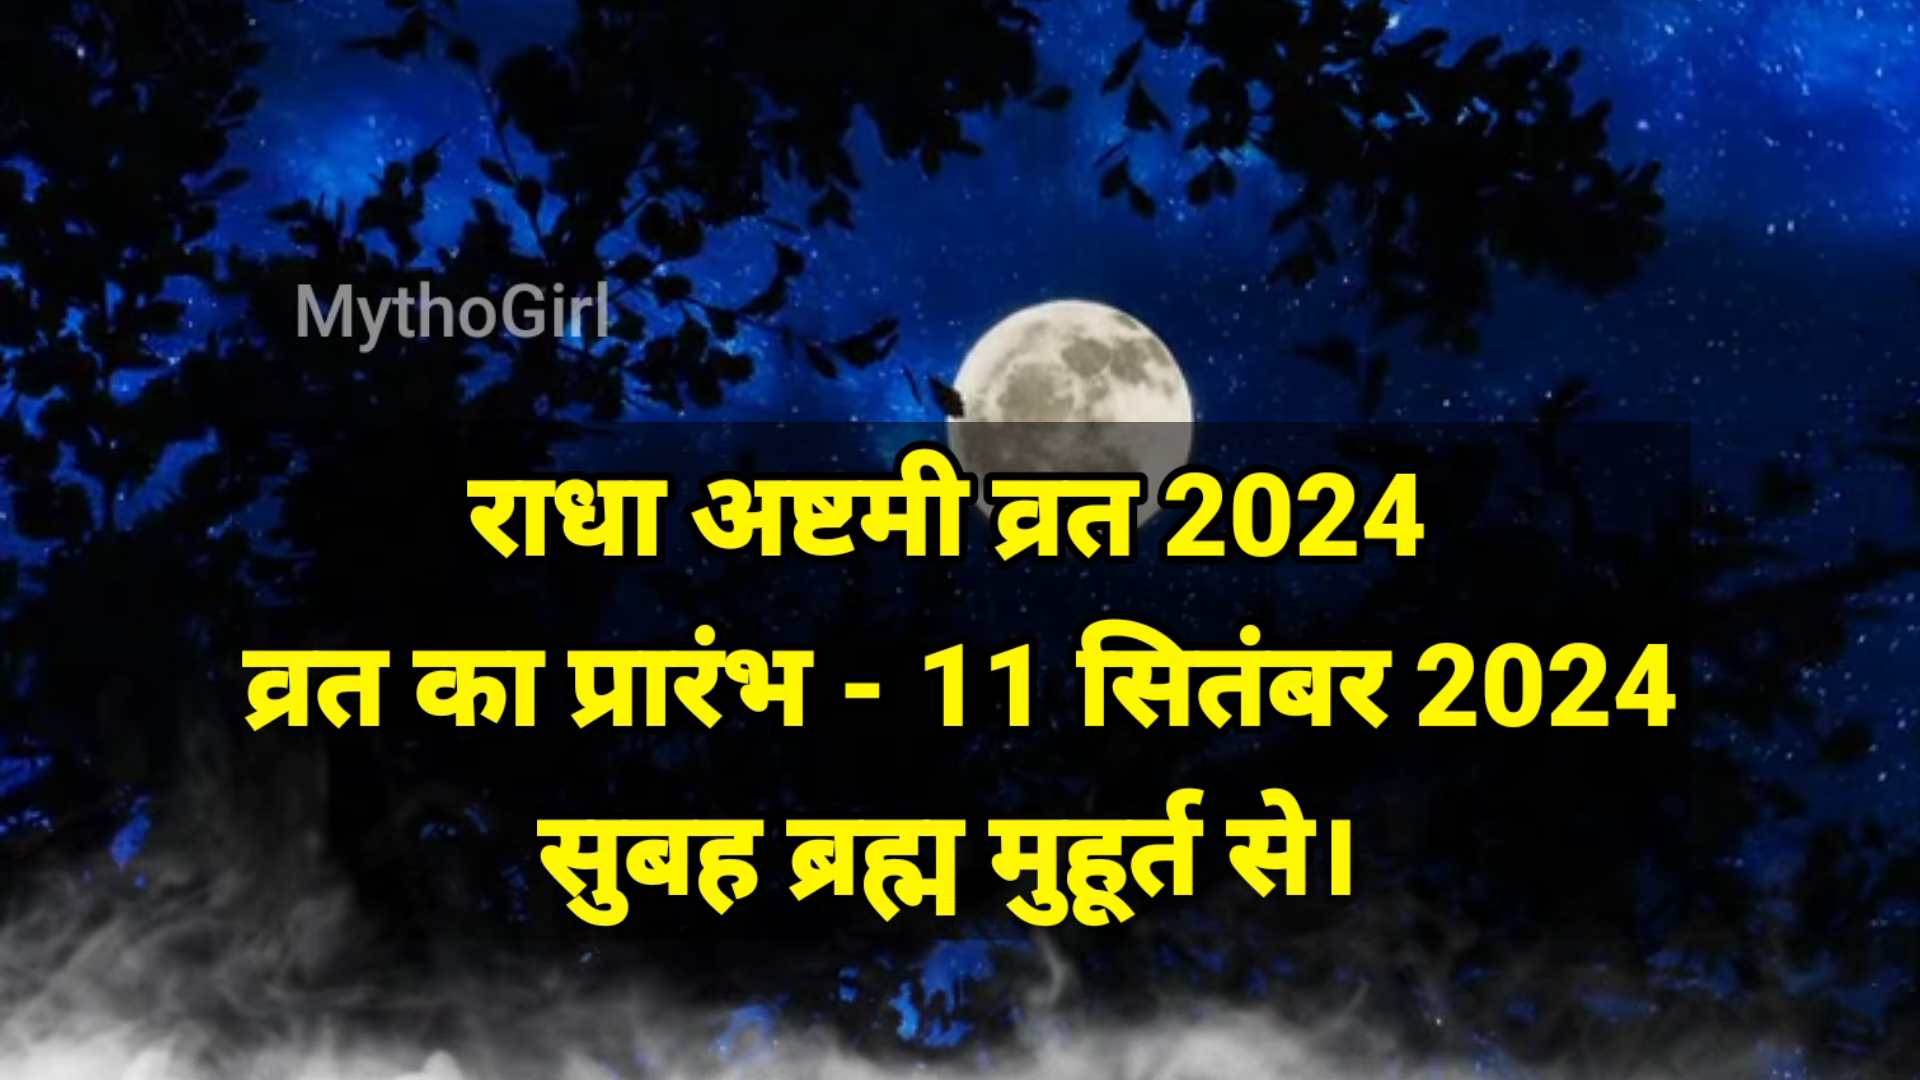 MythoGirl
राधा अष्टमी व्रत 2024
व्रत का प्रारंभ - 11 सितंबर 2024
सुबह ब्रह्म मुहूर्त से।